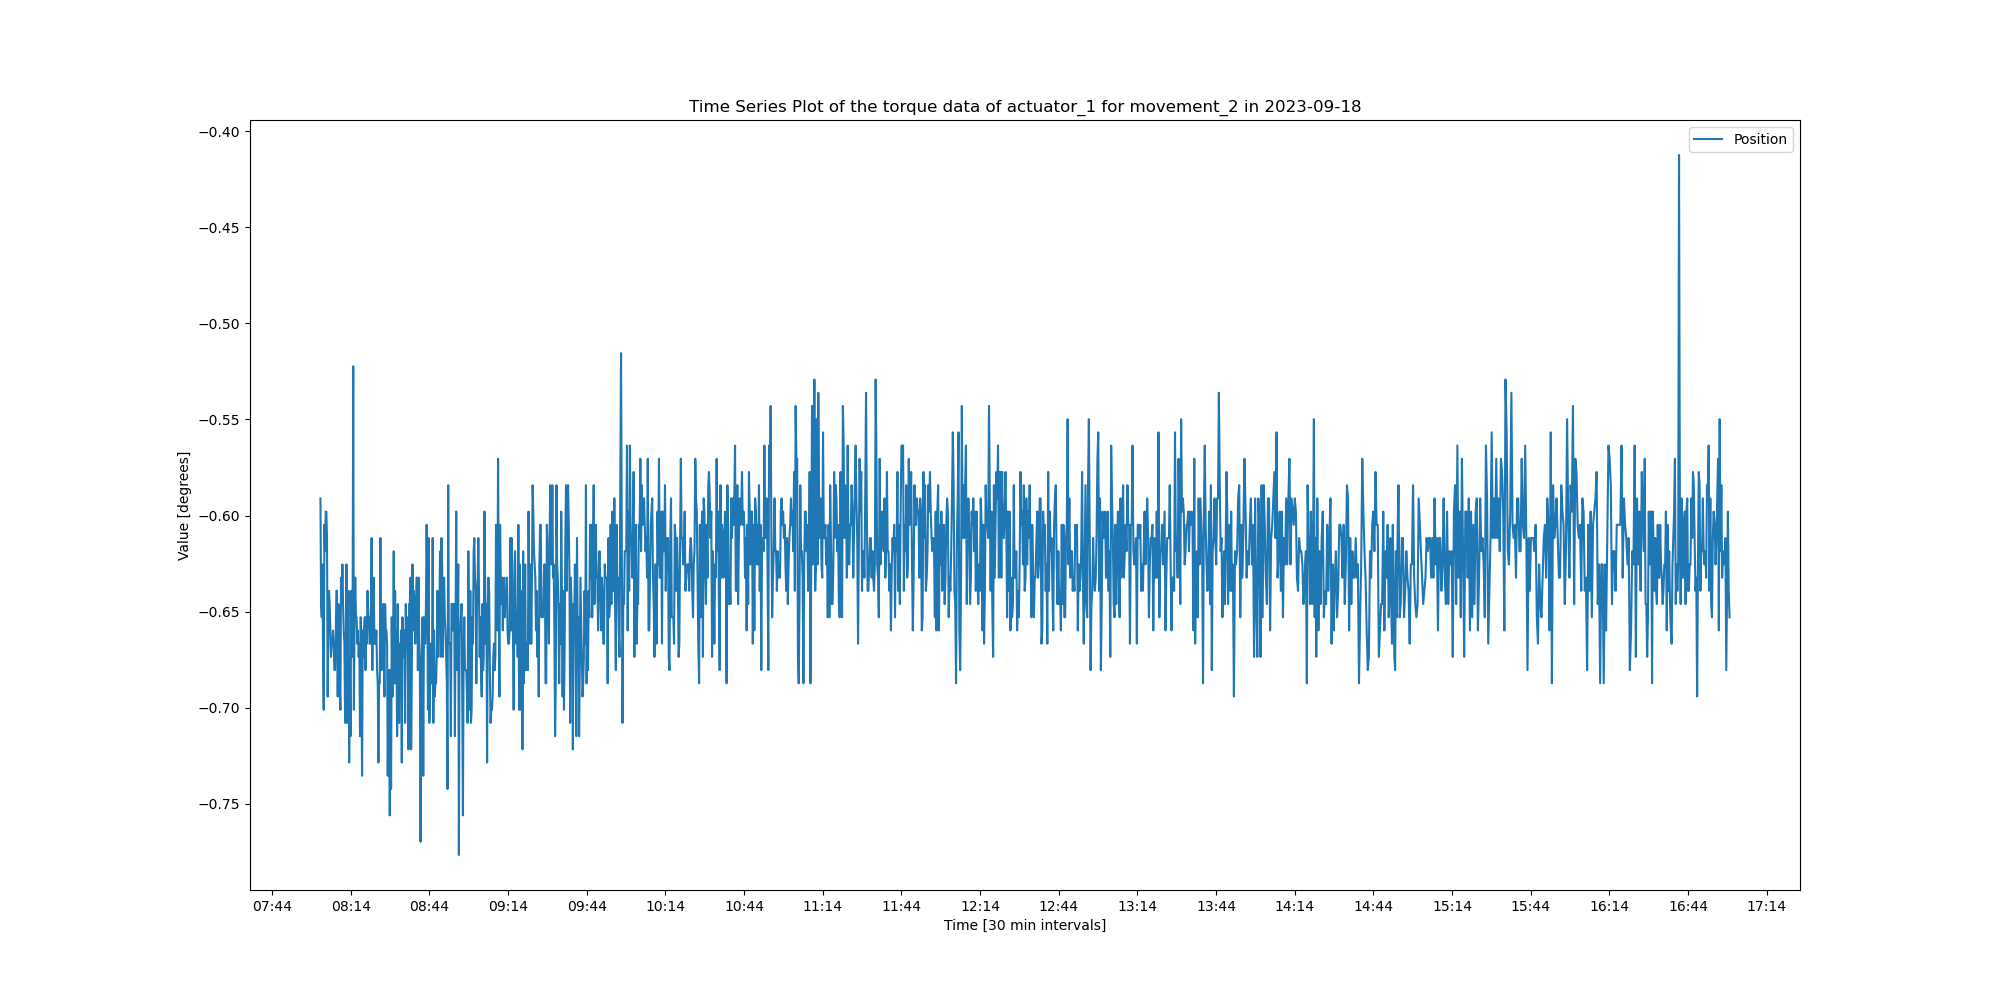 Time Series Plot of the torque data of actuator_1 for movement_2 in 2023-09-18
Position
−0.40
−0.45
−0.50
−0.55
−0.60
−0.65
−0.70
−0.75
Value [degrees]
07:44 08:14 08:44 09:14 09:44 10:14 10:44 11:14 11:44 12:14 12:44 13:14 13:44 14:14 14:44 15:14 15:44 16:14 16:44 17:14
Time [30 min intervals]